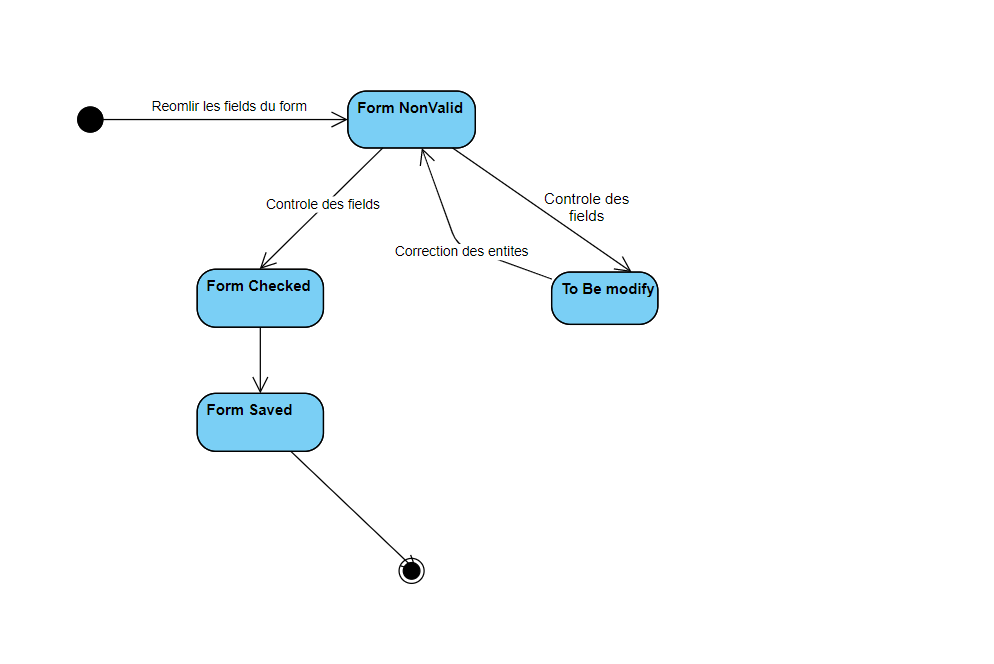 Reomlir les fields du form
Form NonValid
Controle des fields
Controle des
fields
Correction des entites
Form Checked
To Be modify
Form Saved